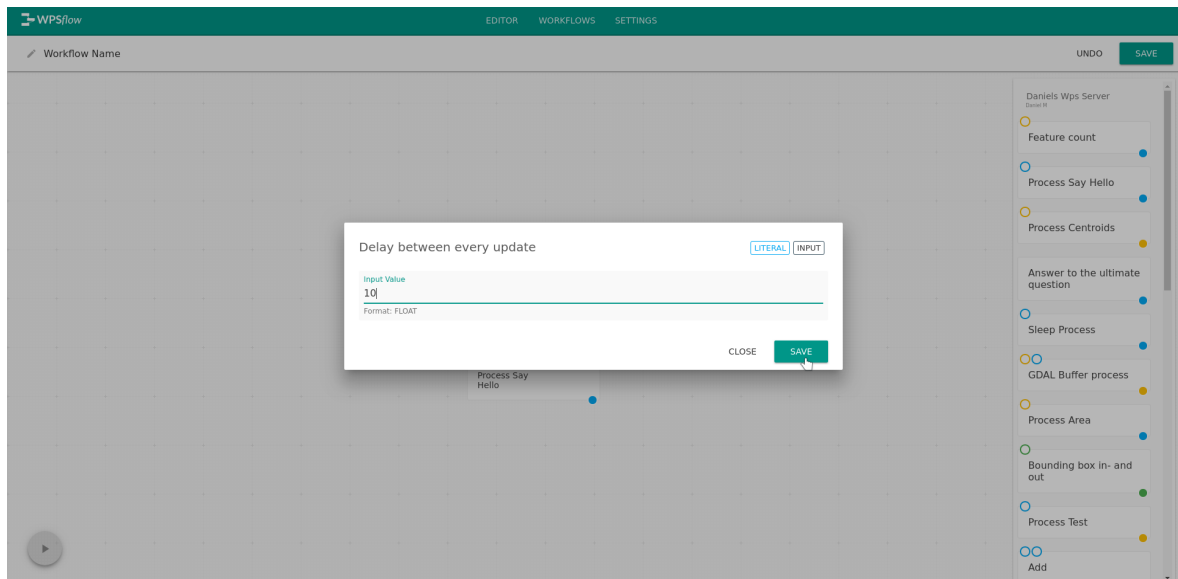 WPSflow
EDITOR WORKFLOWS SETTINGS
Workflow Name
UNDO SAVE
Delay between every update
LITERAL INPUT
Input Value
10
Format: FLOAT
CLOSE SAVE
Process Say
Hello
Daniels Wps Server
Daniel M
Feature count
Process Say Hello
Process Centroids
Answer to the ultimate
question
Sleep Process
GDAL Buffer process
Process Area
Bounding box in- and
out
Process Test
Add